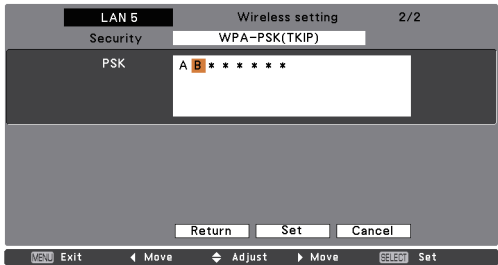 LAN 5 Wireless setting 2/2
Security WPA-PSK(TKIP)
PSK A B * * * * * *
Return Set Cancel
MENU Exit Move Adjust Move SELECT Set